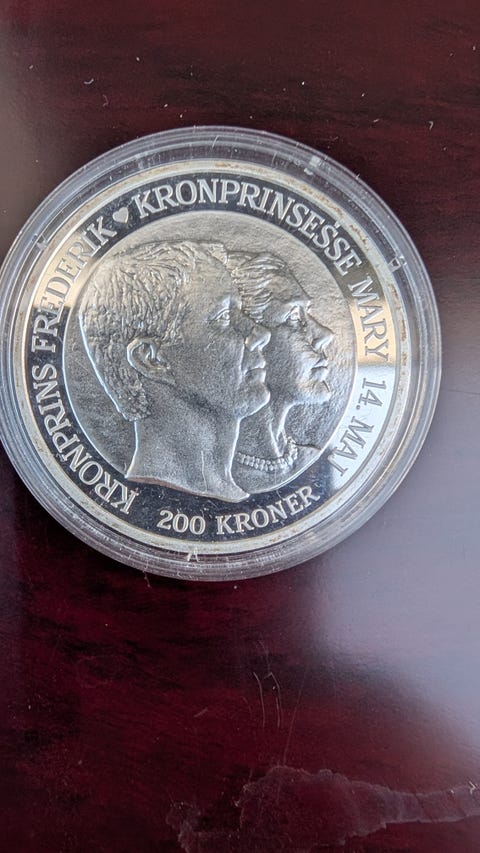 KRONPRINS FREDERIK ♥ KRONPRINSESSE MARY 14. MAJ
200 KRONER